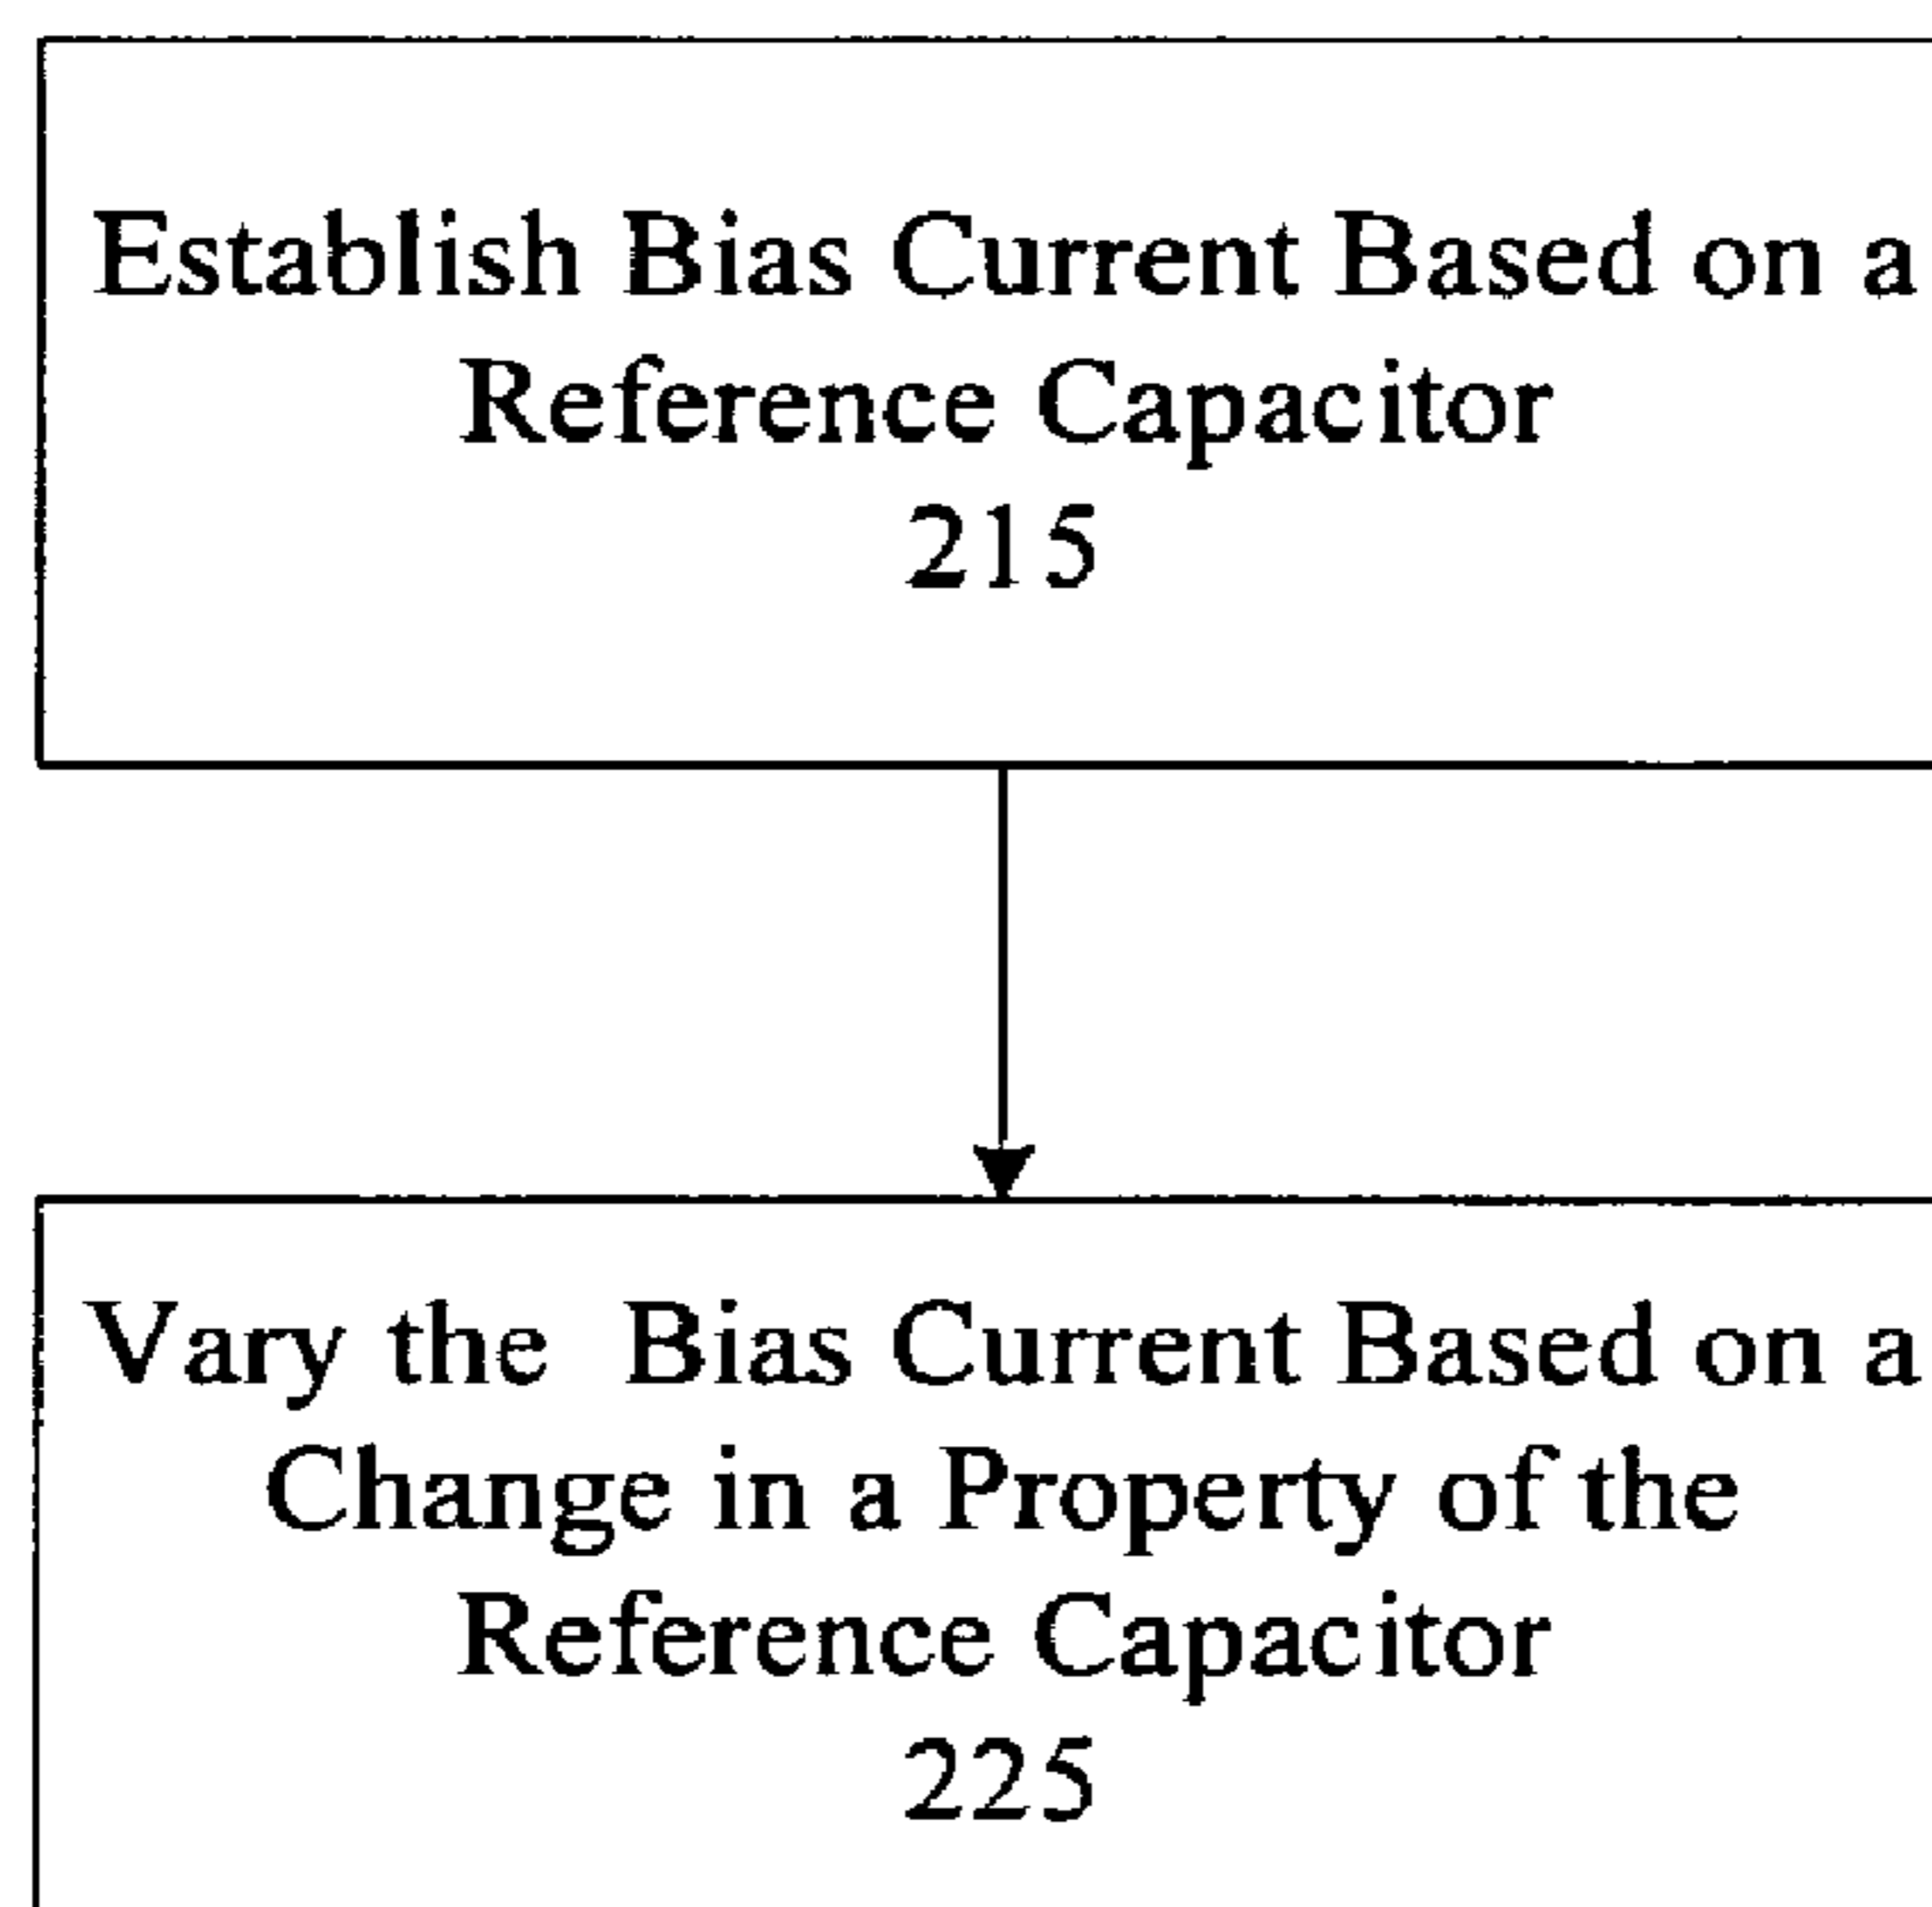 Establish Bias Current Based on a
Reference Capacitor
215
Vary the Bias Current Based on a
Change in a Property of the
Reference Capacitor
225